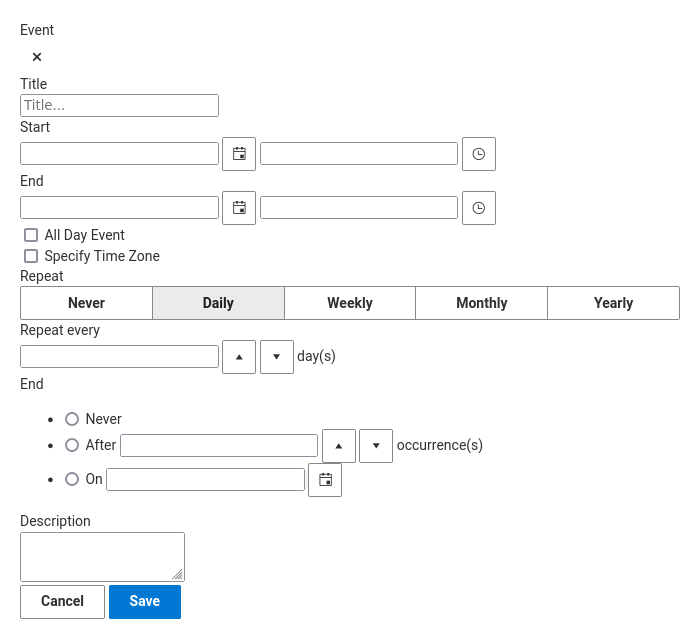 Event
Title
Title...
Start
End
All Day Event
Specify Time Zone
Repeat
Never Daily Weekly Monthly Yearly
Repeat every
day(s)
End
Never
After occurrence(s)
On
Description
Cancel Save